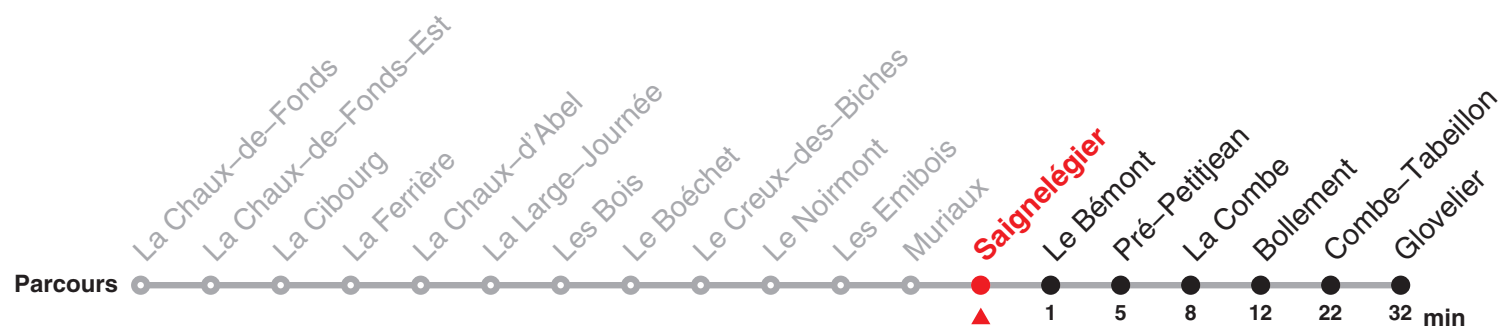 La Chaux–de–Fonds
La Chaux–de–Fonds–Est
La Cibourg
La Ferrière
La Chaux–d'Abel
La Large–Journée
Les Bois
Le Boéchet
Le Creux–des–Biches
Le Noirmont
Les Emibois
Muriaux
Saignelégier
Le Bémont
Pré–Petitjean
La Combe
Bollement
Combe–Tabeillon
Glovelier
Parcours
1 5 8 12 22 32 min